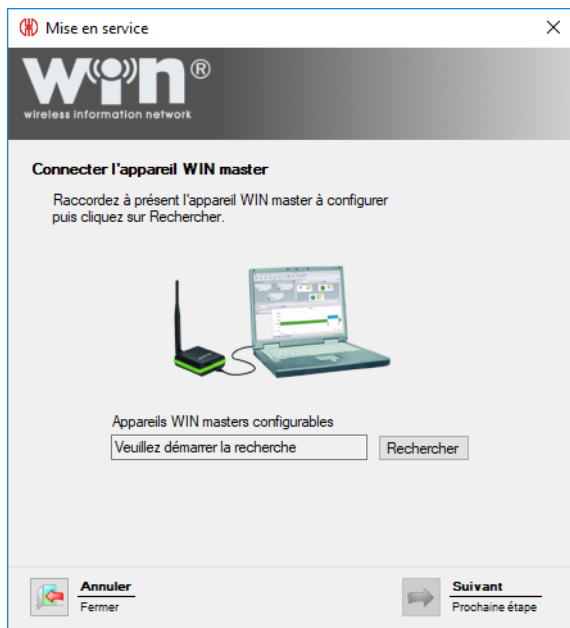 Mise en service
WiN®
wireless information network
Connecter l'appareil WIN master
Raccordez à présent l'appareil WIN master à configurer
puis cliquez sur Rechercher.
Appareils WIN masters configurables
Veuillez démarrer la recherche
Rechercher
Annuler
Fermer
Suivant
Prochaine étape